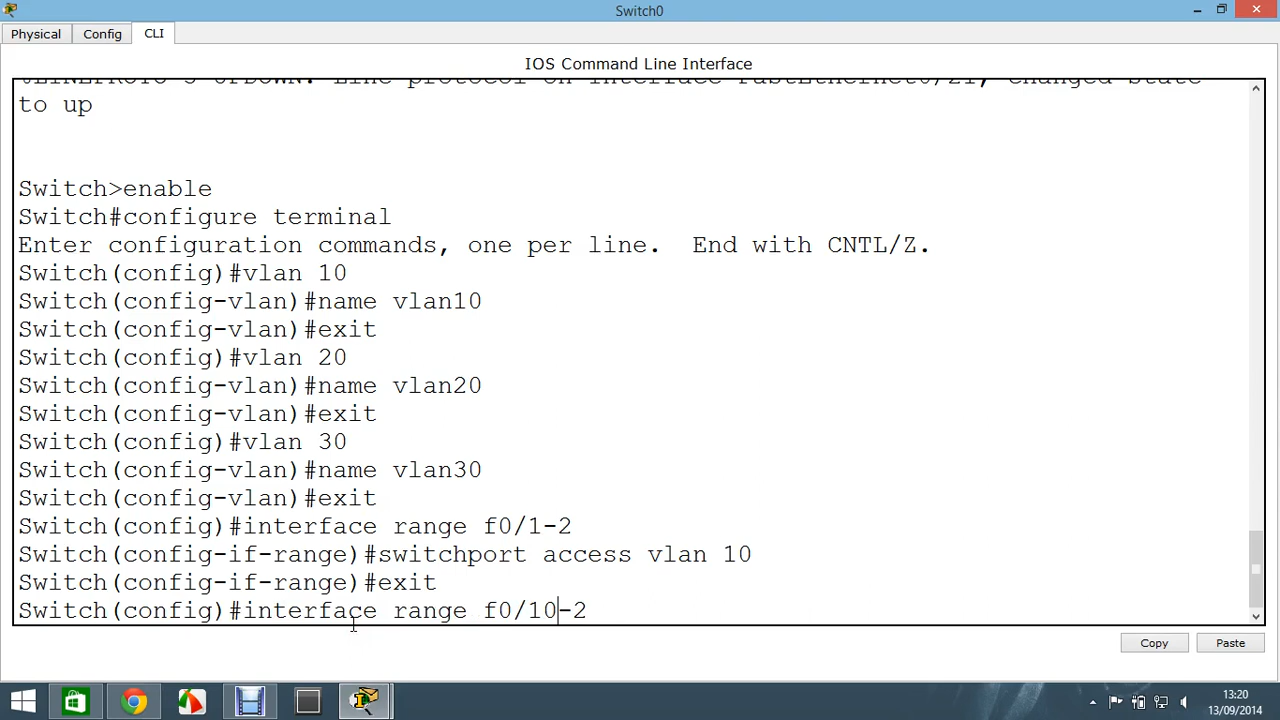 Switch0
Physical
Config
CLI
IOS Command Line Interface
to up
Switch>enable
Switch#configure terminal
Enter configuration commands, one per line.  End with CNTL/Z.
Switch(config)#vlan 10
Switch(config-vlan)#name vlan10
Switch(config-vlan)#exit
Switch(config)#vlan 20
Switch(config-vlan)#name vlan20
Switch(config-vlan)#exit
Switch(config)#vlan 30
Switch(config-vlan)#name vlan30
Switch(config-vlan)#exit
Switch(config)#interface range f0/1-2
Switch(config-if-range)#switchport access vlan 10
Switch(config-if-range)#exit
Switch(config)#interface range f0/10-2
Copy
Paste
13:20
13/09/2014